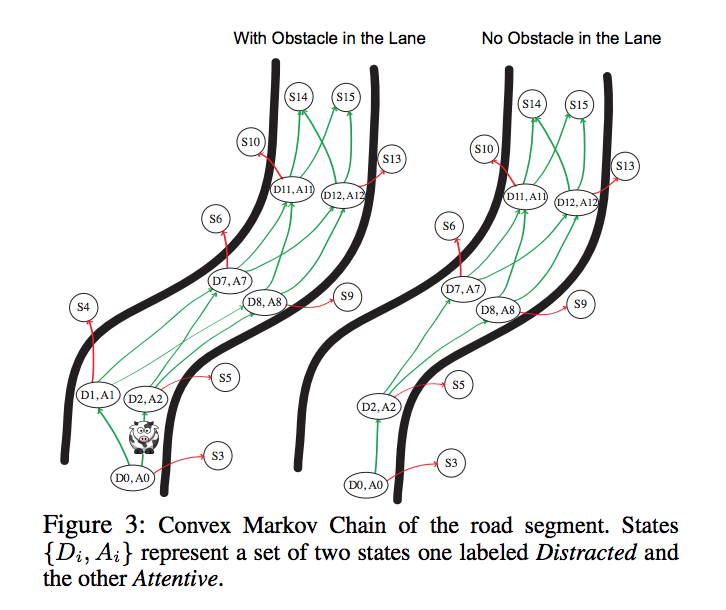 With Obstacle in the Lane No Obstacle in the Lane
S14 S15
S10
S13
D11, A11 D12, A12
S6
D7, A7
D8, A8 S9
S4
S5
D1, A1 D2, A2
S3
D0, A0
S14 S15
S10
S13
D11, A11 D12, A12
S6
D7, A7
D8, A8 S9
S5
D2, A2
S3
D0, A0
Figure 3: Convex Markov Chain of the road segment. States
{Di, Ai} represent a set of two states one labeled Distracted and
the other Attentive.